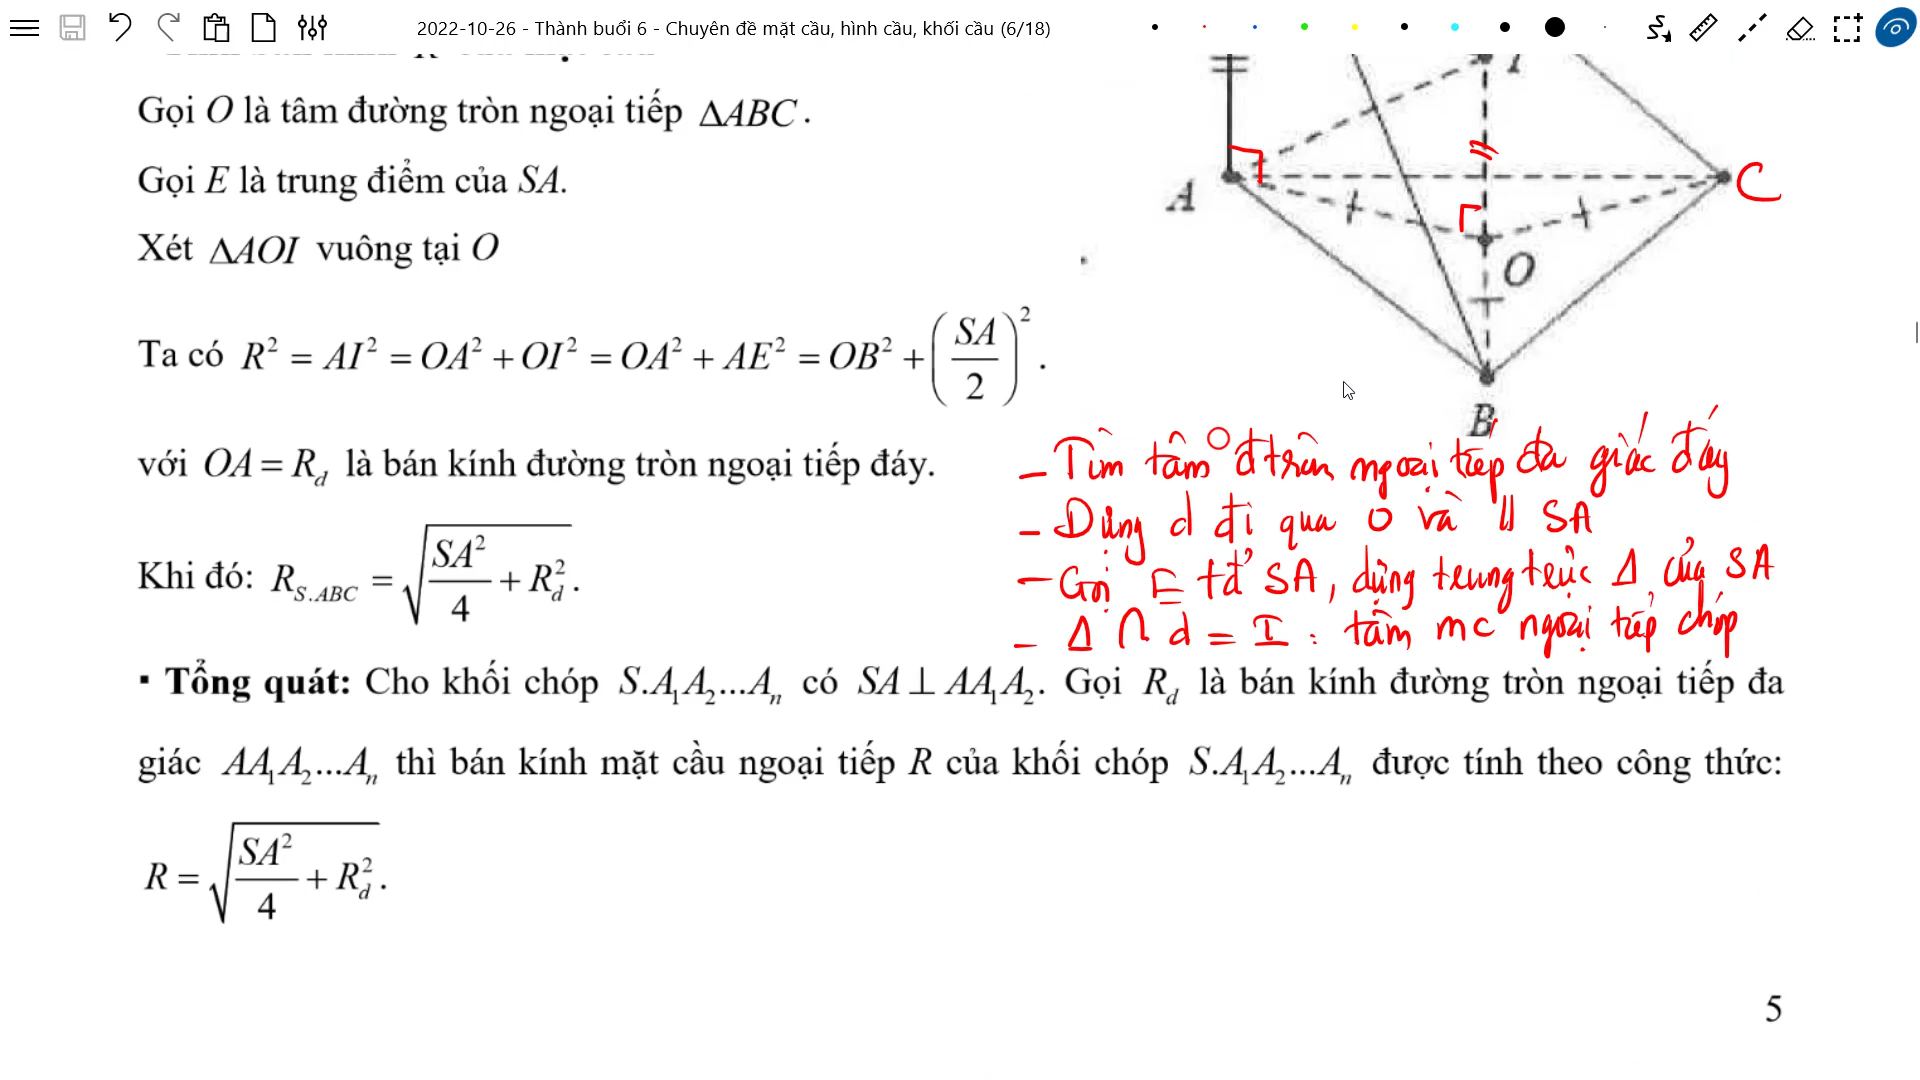 2022-10-26 - Thành buổi 6 - Chuyên đề mặt cầu, hình cầu, khối cầu (6/18)
Gọi O là tâm đường tròn ngoại tiếp ΔABC.
Gọi E là trung điểm của SA.
Xét ΔAOI vuông tại O
Ta có R² = AI² = OA² + OI² = OA² + AE² = OB² + (SA/2)².
với OA = R_d là bán kính đường tròn ngoại tiếp đáy.
Khi đó: R_{S.ABC} = √(SA²/4 + R_d²).
I
A
C
O
B
- Tìm tâm O đtròn ngoại tiếp đa giác đáy
- Dựng d đi qua O và // SA
- Gọi E tđ SA, dựng trung trực Δ của SA
- Δ ∩ d = I : tâm mc ngoại tiếp chóp
▪ Tổng quát: Cho khối chóp S.A₁A₂...Aₙ có SA ⊥ AA₁A₂. Gọi R_d là bán kính đường tròn ngoại tiếp đa
giác AA₁A₂...Aₙ thì bán kính mặt cầu ngoại tiếp R của khối chóp S.A₁A₂...Aₙ được tính theo công thức:
R = √(SA²/4 + R_d²).
5